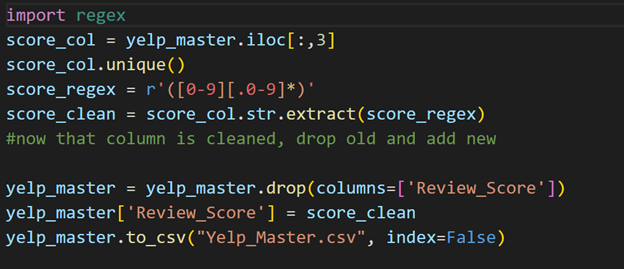 import regex
score_col = yelp_master.iloc[:,3]
score_col.unique()
score_regex = r'([0-9][.0-9]*)'
score_clean = score_col.str.extract(score_regex)
#now that column is cleaned, drop old and add new
yelp_master = yelp_master.drop(columns=['Review_Score'])
yelp_master['Review_Score'] = score_clean
yelp_master.to_csv("Yelp_Master.csv", index=False)